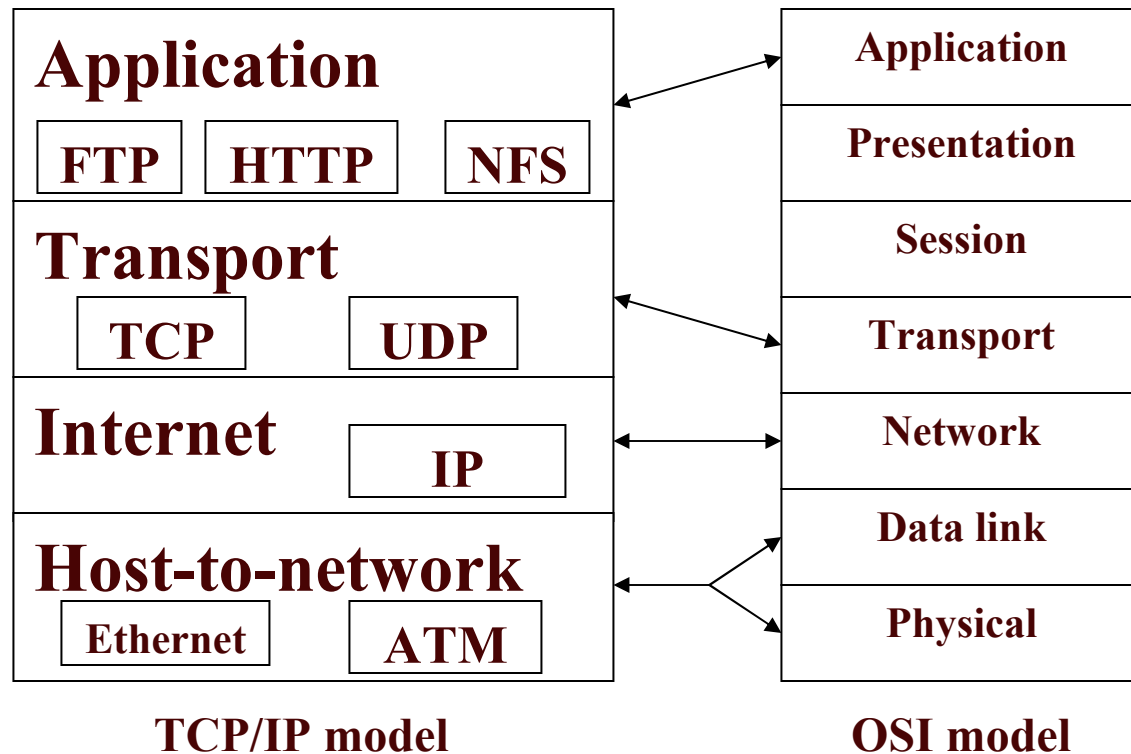 Application
FTP HTTP NFS
Transport
TCP UDP
Internet
IP
Host-to-network
Ethernet ATM
TCP/IP model
Application
Presentation
Session
Transport
Network
Data link
Physical
OSI model